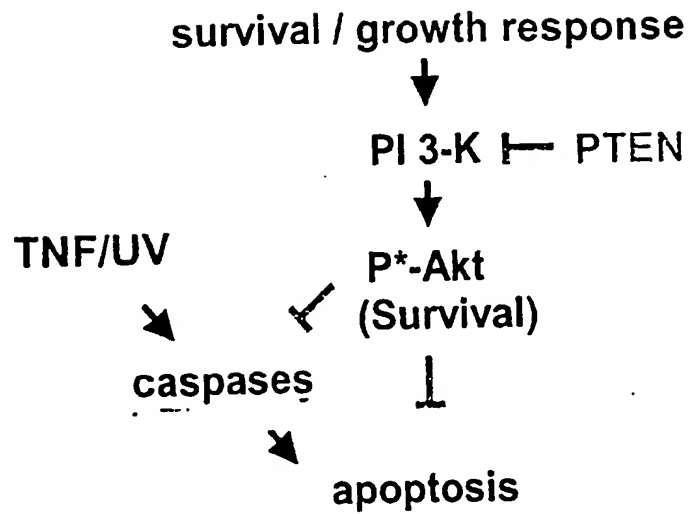 survival / growth response
PI 3-K PTEN
TNF/UV
P*-Akt
(Survival)
caspases
apoptosis